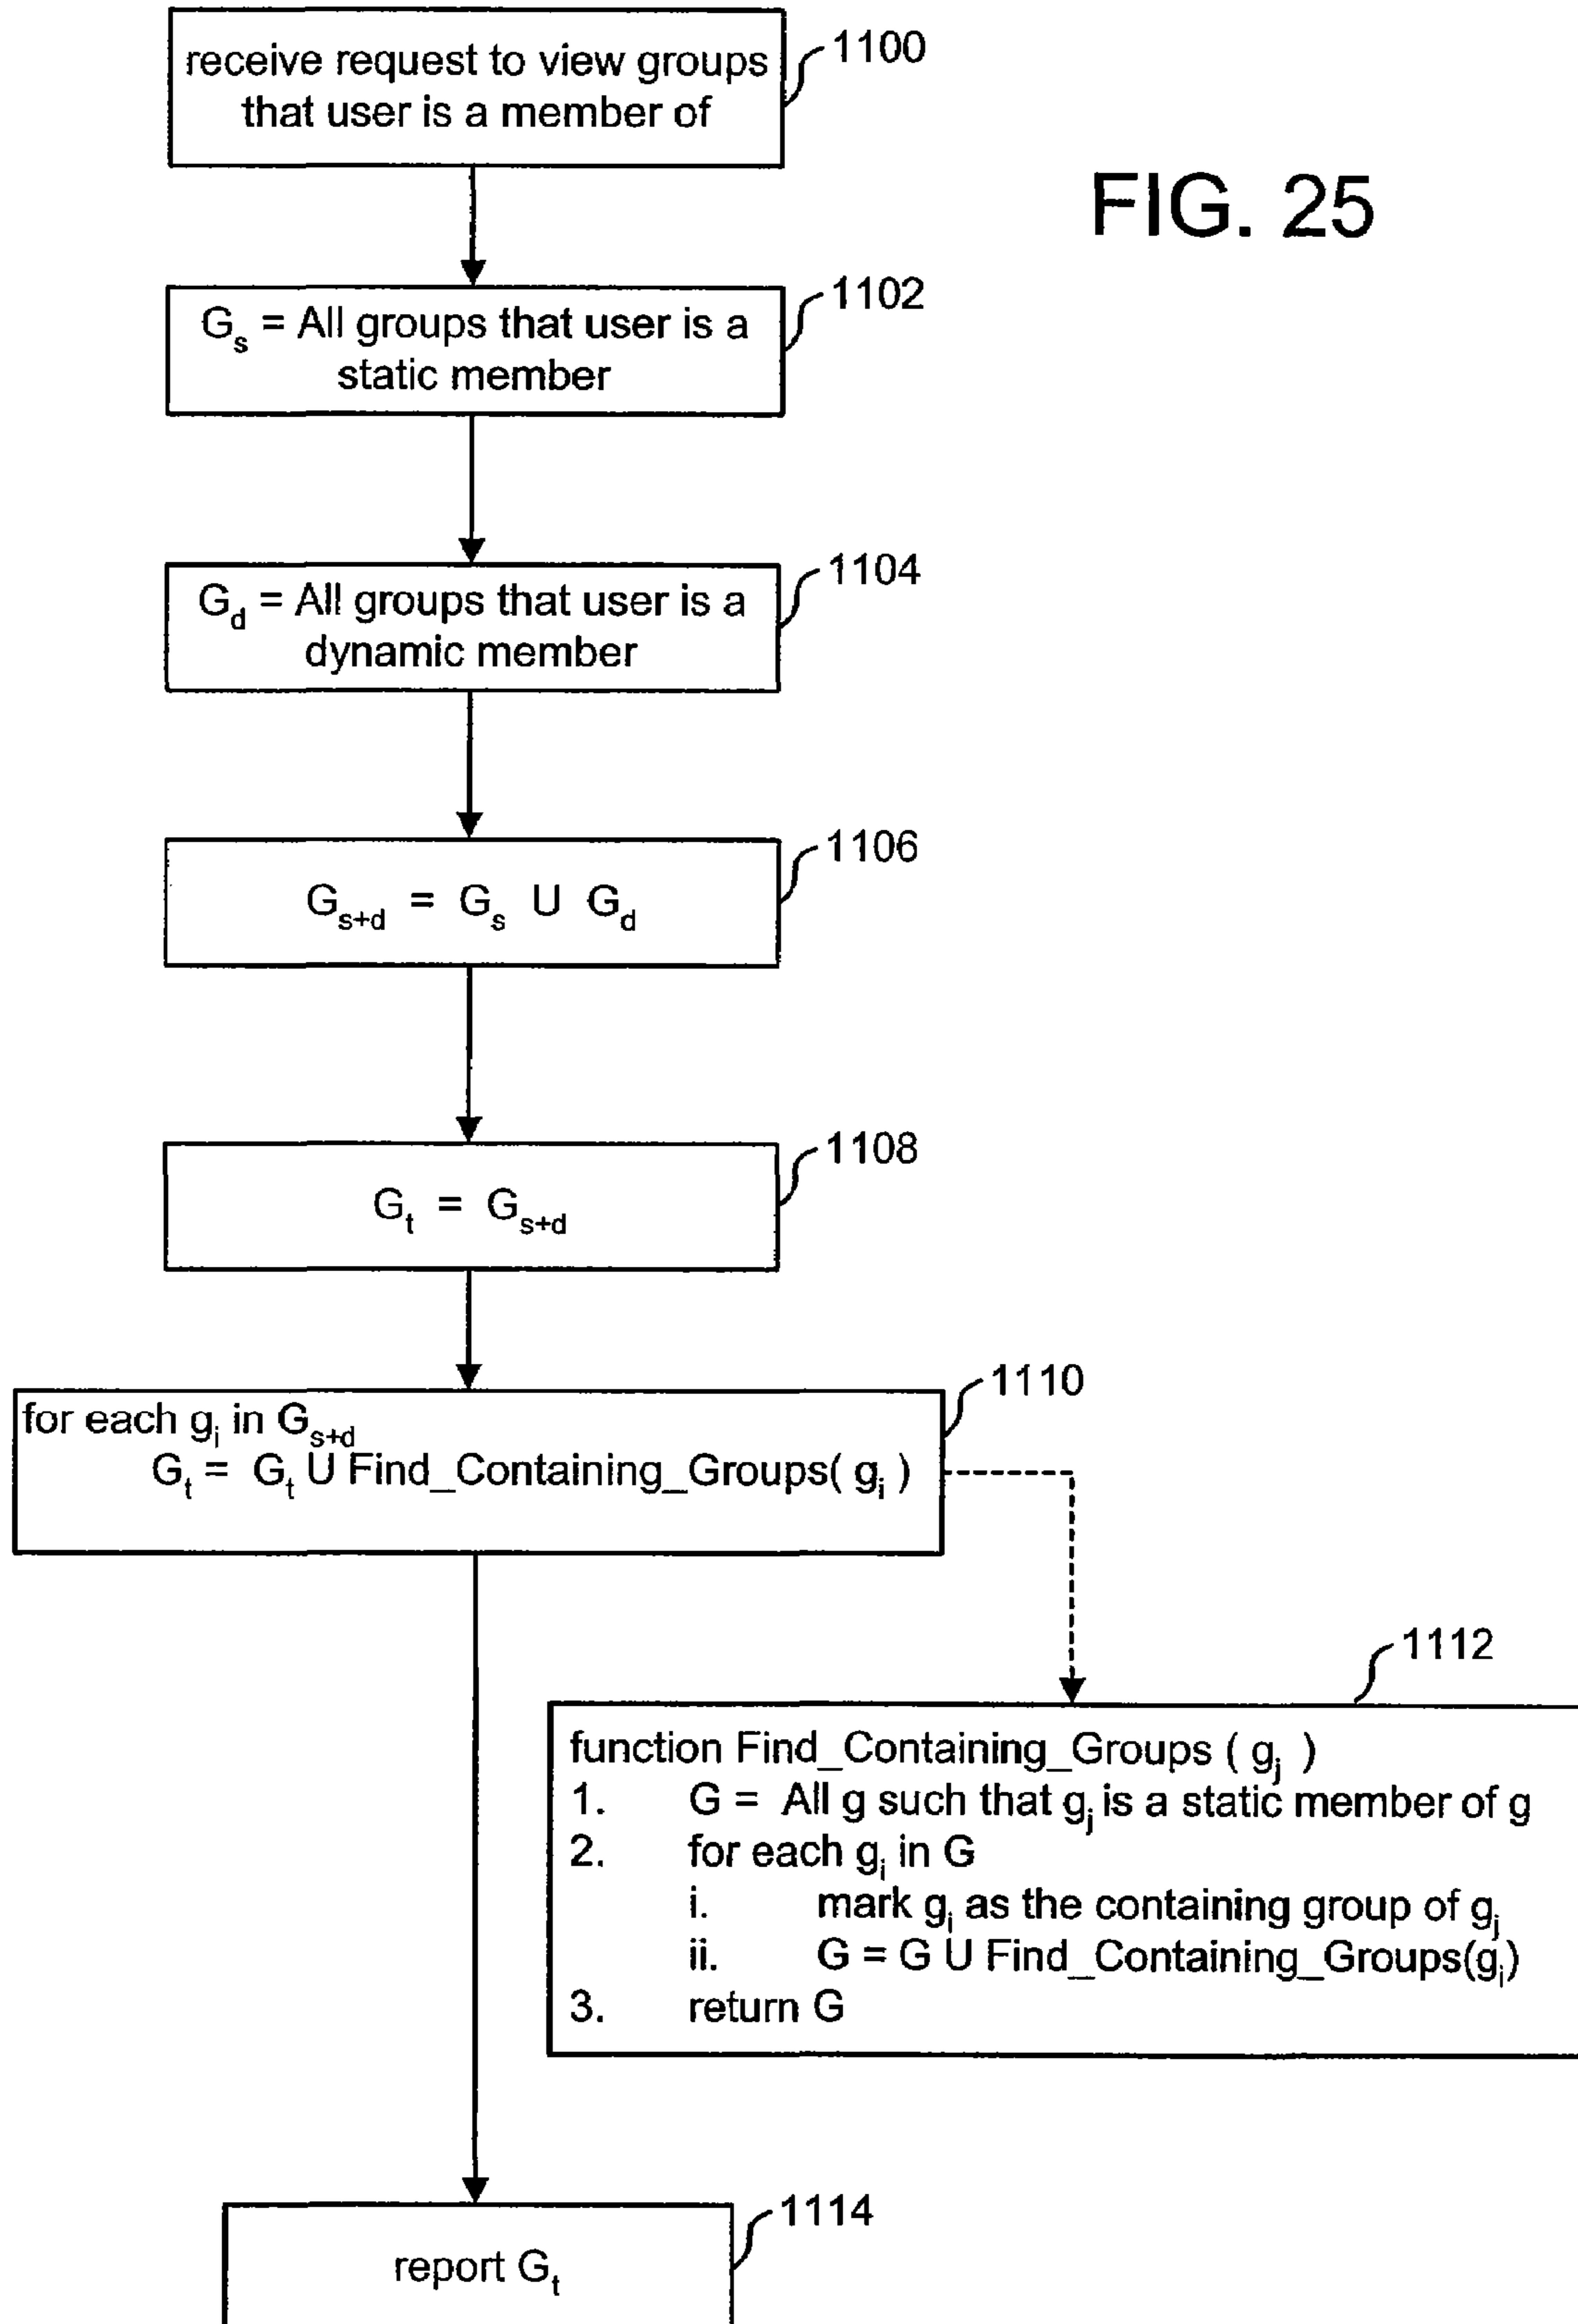 receive request to view groups
that user is a member of
1100
FIG. 25
1102
G_s = All groups that user is a
static member
1104
G_d = All groups that user is a
dynamic member
1106
G_s+d = G_s U G_d
1108
G_t = G_s+d
1110
for each g_i in G_s+d
G_t = G_t U Find_Containing_Groups( g_i )
1112
function Find_Containing_Groups ( g_j )
1. G = All g such that g_j is a static member of g
2. for each g_i in G
i. mark g_i as the containing group of g_j
ii. G = G U Find_Containing_Groups(g_i)
3. return G
1114
report G_t